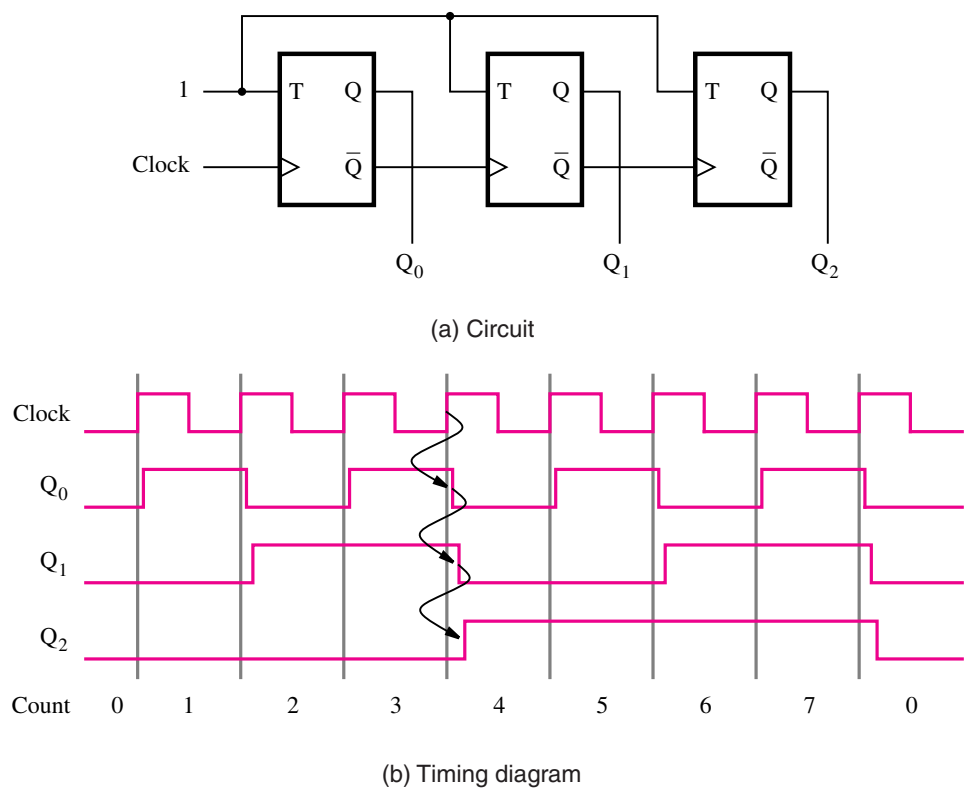 1 T Q T Q T Q
Clock Q̅ Q̅ Q̅
Q₀ Q₁ Q₂
(a) Circuit
Clock
Q₀
Q₁
Q₂
Count 0 1 2 3 4 5 6 7 0
(b) Timing diagram